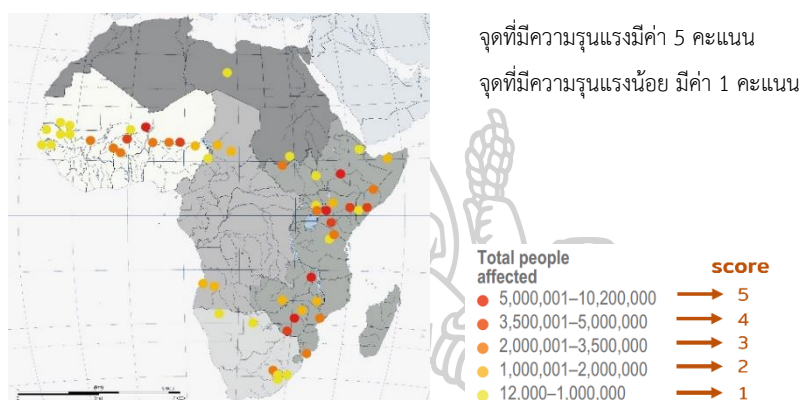 จุดที่มีความรุนแรงมีค่า 5 คะแนน
จุดที่มีความรุนแรงน้อย มีค่า 1 คะแนน
Total people
affected
score
5,000,001–10,200,000 5
3,500,001–5,000,000 4
2,000,001–3,500,000 3
1,000,001–2,000,000 2
12,000–1,000,000 1